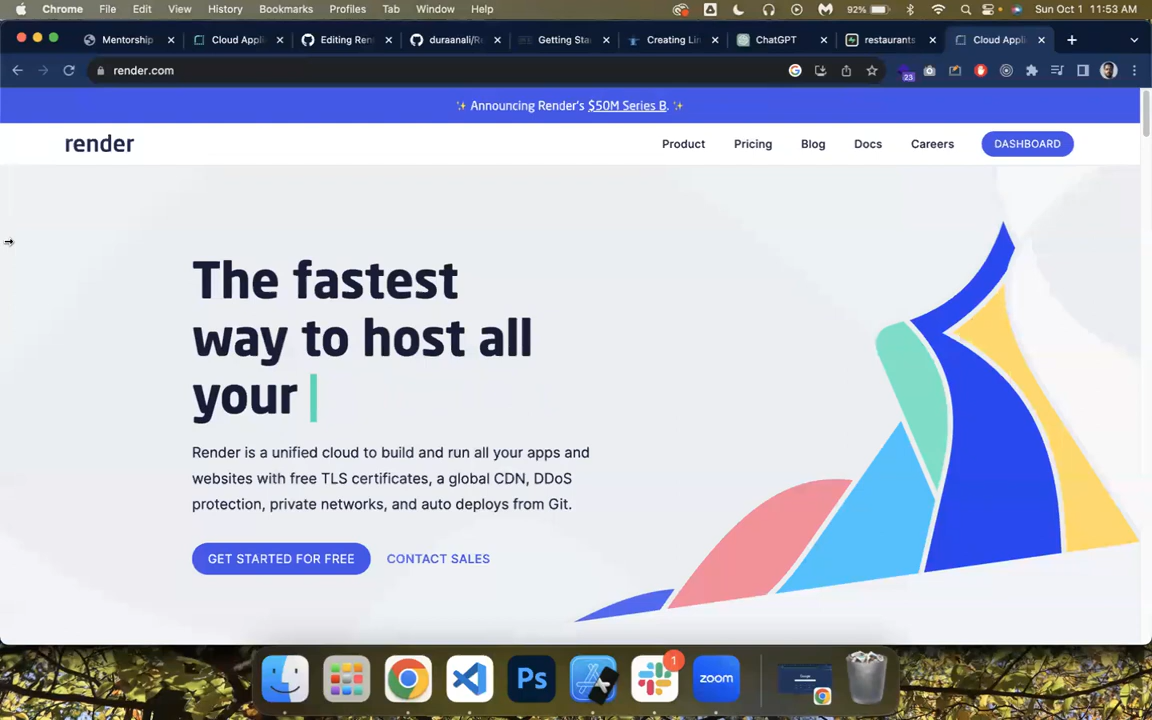 Chrome File Edit View History Bookmarks Profiles Tab Window Help 92% Sun Oct 1 11:53 AM
Mentorship Cloud Appli Editing Ren duraanali/Re Getting Sta Creating Lin ChatGPT restaurants Cloud Appli
render.com 23
✨ Announcing Render's $50M Series B. ✨
render Product Pricing Blog Docs Careers DASHBOARD
The fastest
way to host all
your
Render is a unified cloud to build and run all your apps and
websites with free TLS certificates, a global CDN, DDoS
protection, private networks, and auto deploys from Git.
GET STARTED FOR FREE CONTACT SALES
Ps 1 zoom